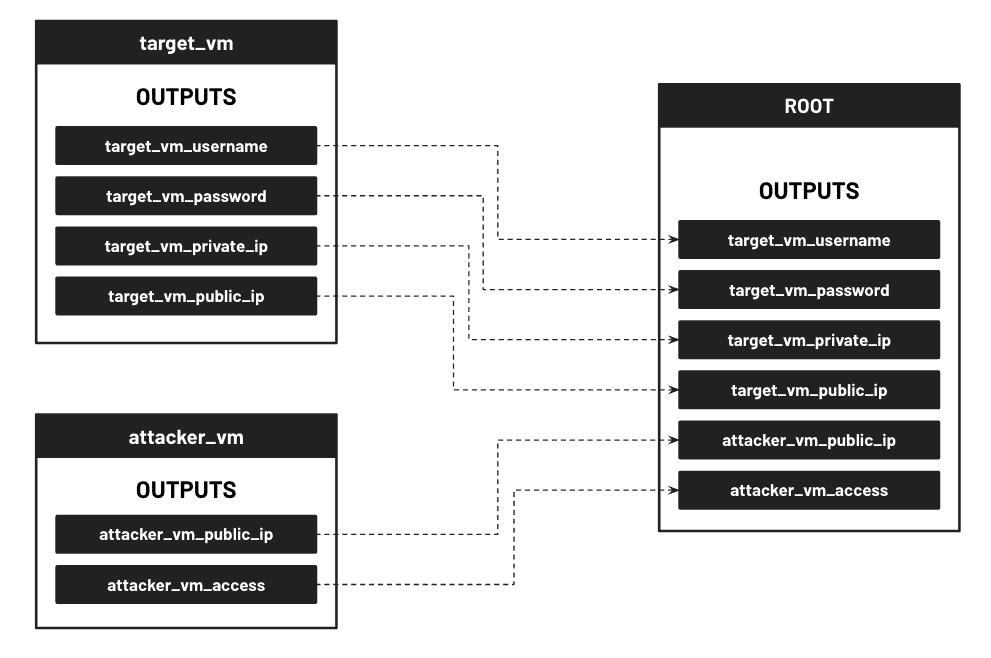 target_vm
OUTPUTS
target_vm_username
target_vm_password
target_vm_private_ip
target_vm_public_ip
attacker_vm
OUTPUTS
attacker_vm_public_ip
attacker_vm_access
ROOT
OUTPUTS
target_vm_username
target_vm_password
target_vm_private_ip
target_vm_public_ip
attacker_vm_public_ip
attacker_vm_access